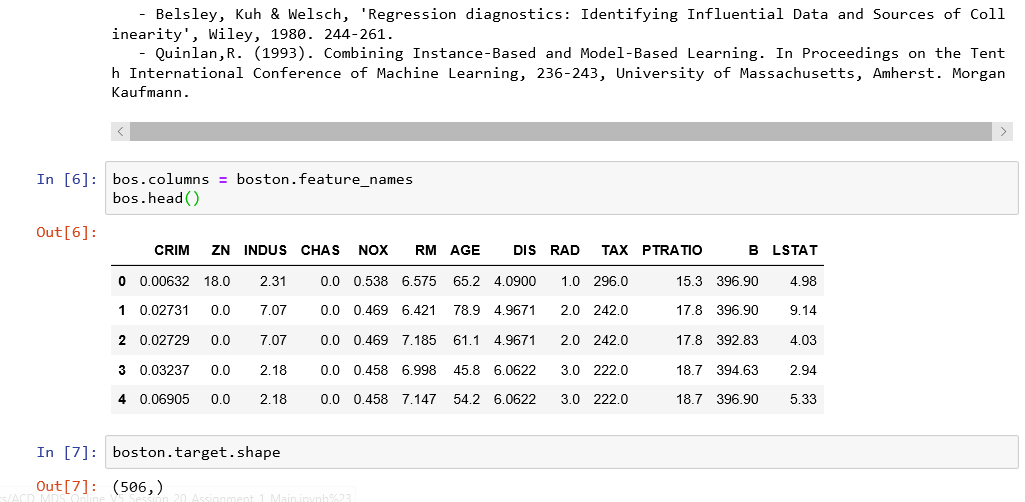 - Belsley, Kuh & Welsch, 'Regression diagnostics: Identifying Influential Data and Sources of Coll
inearity', Wiley, 1980. 244-261.
- Quinlan,R. (1993). Combining Instance-Based and Model-Based Learning. In Proceedings on the Tent
h International Conference of Machine Learning, 236-243, University of Massachusetts, Amherst. Morgan
Kaufmann.
In [6]: bos.columns = boston.feature_names
bos.head()
Out[6]:
CRIM ZN INDUS CHAS NOX RM AGE DIS RAD TAX PTRATIO B LSTAT
0 0.00632 18.0 2.31 0.0 0.538 6.575 65.2 4.0900 1.0 296.0 15.3 396.90 4.98
1 0.02731 0.0 7.07 0.0 0.469 6.421 78.9 4.9671 2.0 242.0 17.8 396.90 9.14
2 0.02729 0.0 7.07 0.0 0.469 7.185 61.1 4.9671 2.0 242.0 17.8 392.83 4.03
3 0.03237 0.0 2.18 0.0 0.458 6.998 45.8 6.0622 3.0 222.0 18.7 394.63 2.94
4 0.06905 0.0 2.18 0.0 0.458 7.147 54.2 6.0622 3.0 222.0 18.7 396.90 5.33
In [7]: boston.target.shape
Out[7]: (506,)